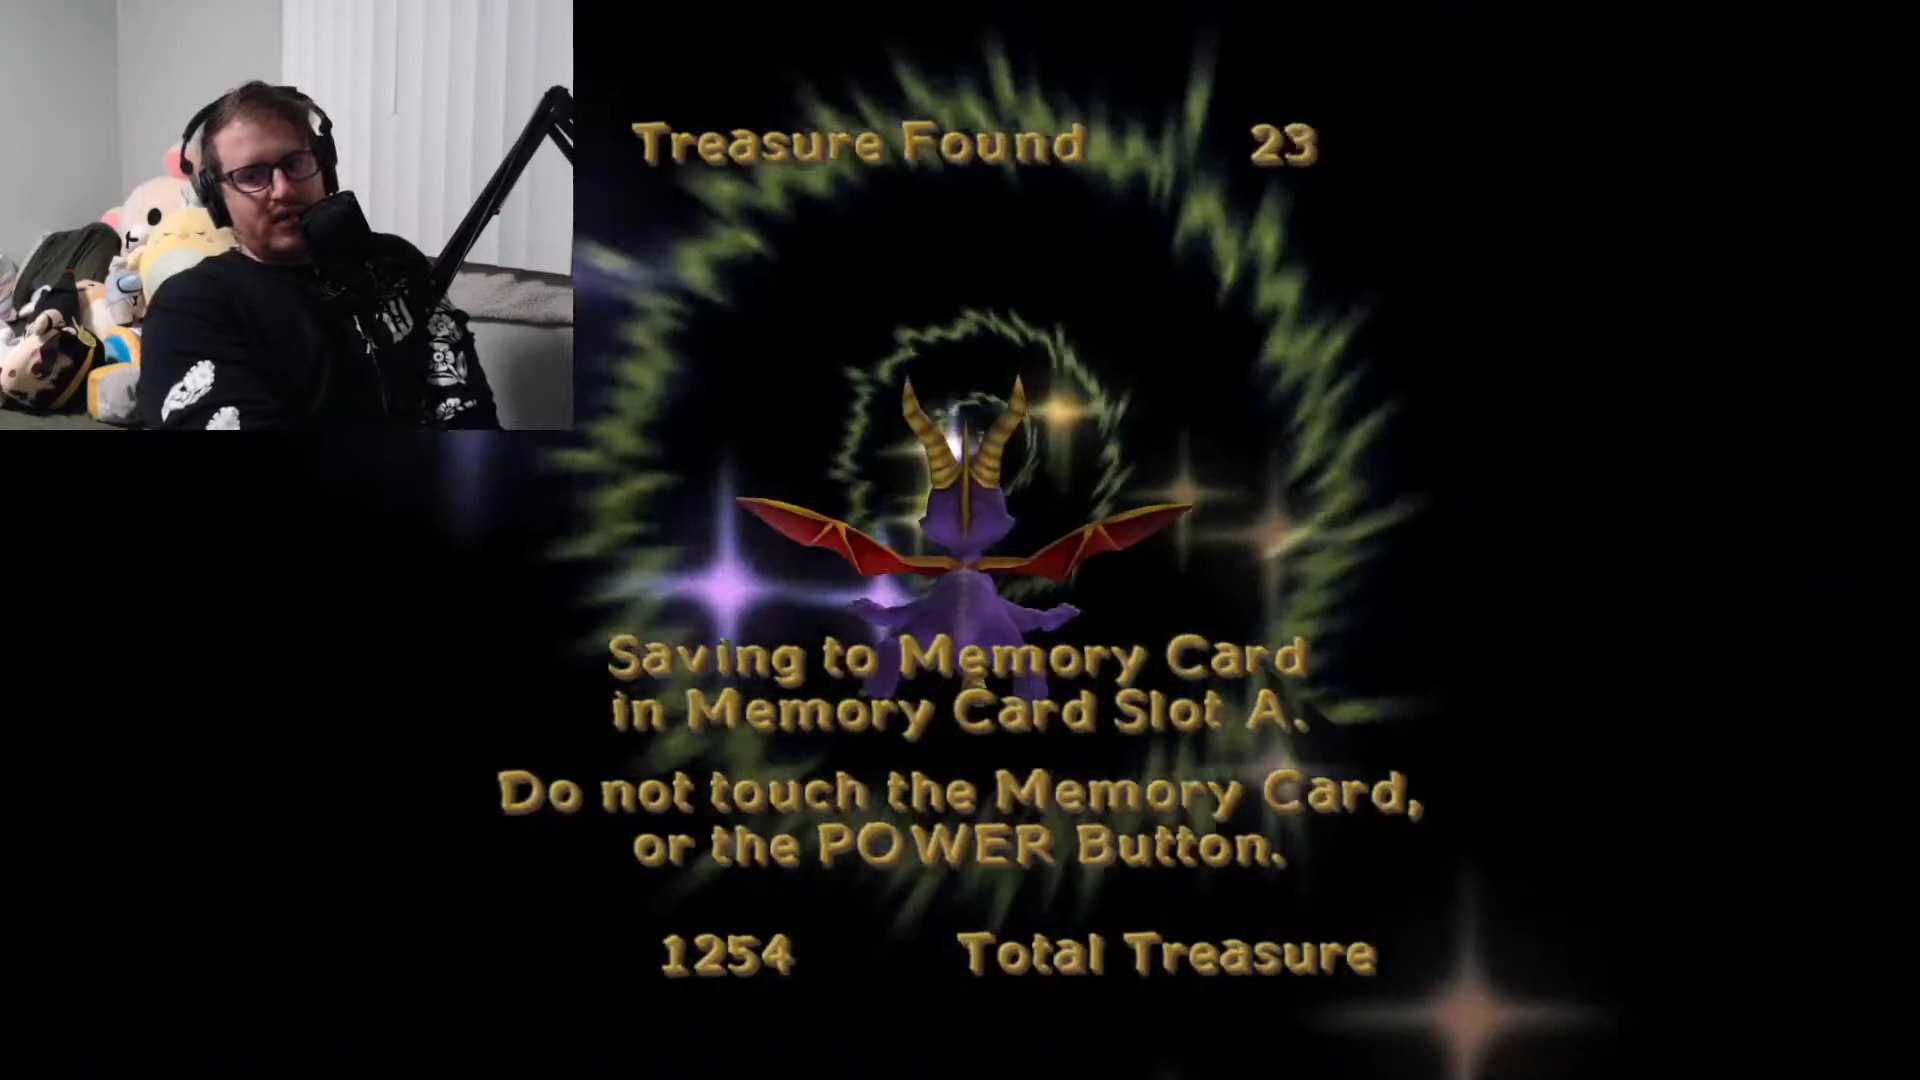 Treasure Found 23
Saving to Memory Card
in Memory Card Slot A.
Do not touch the Memory Card,
or the POWER Button.
1254 Total Treasure